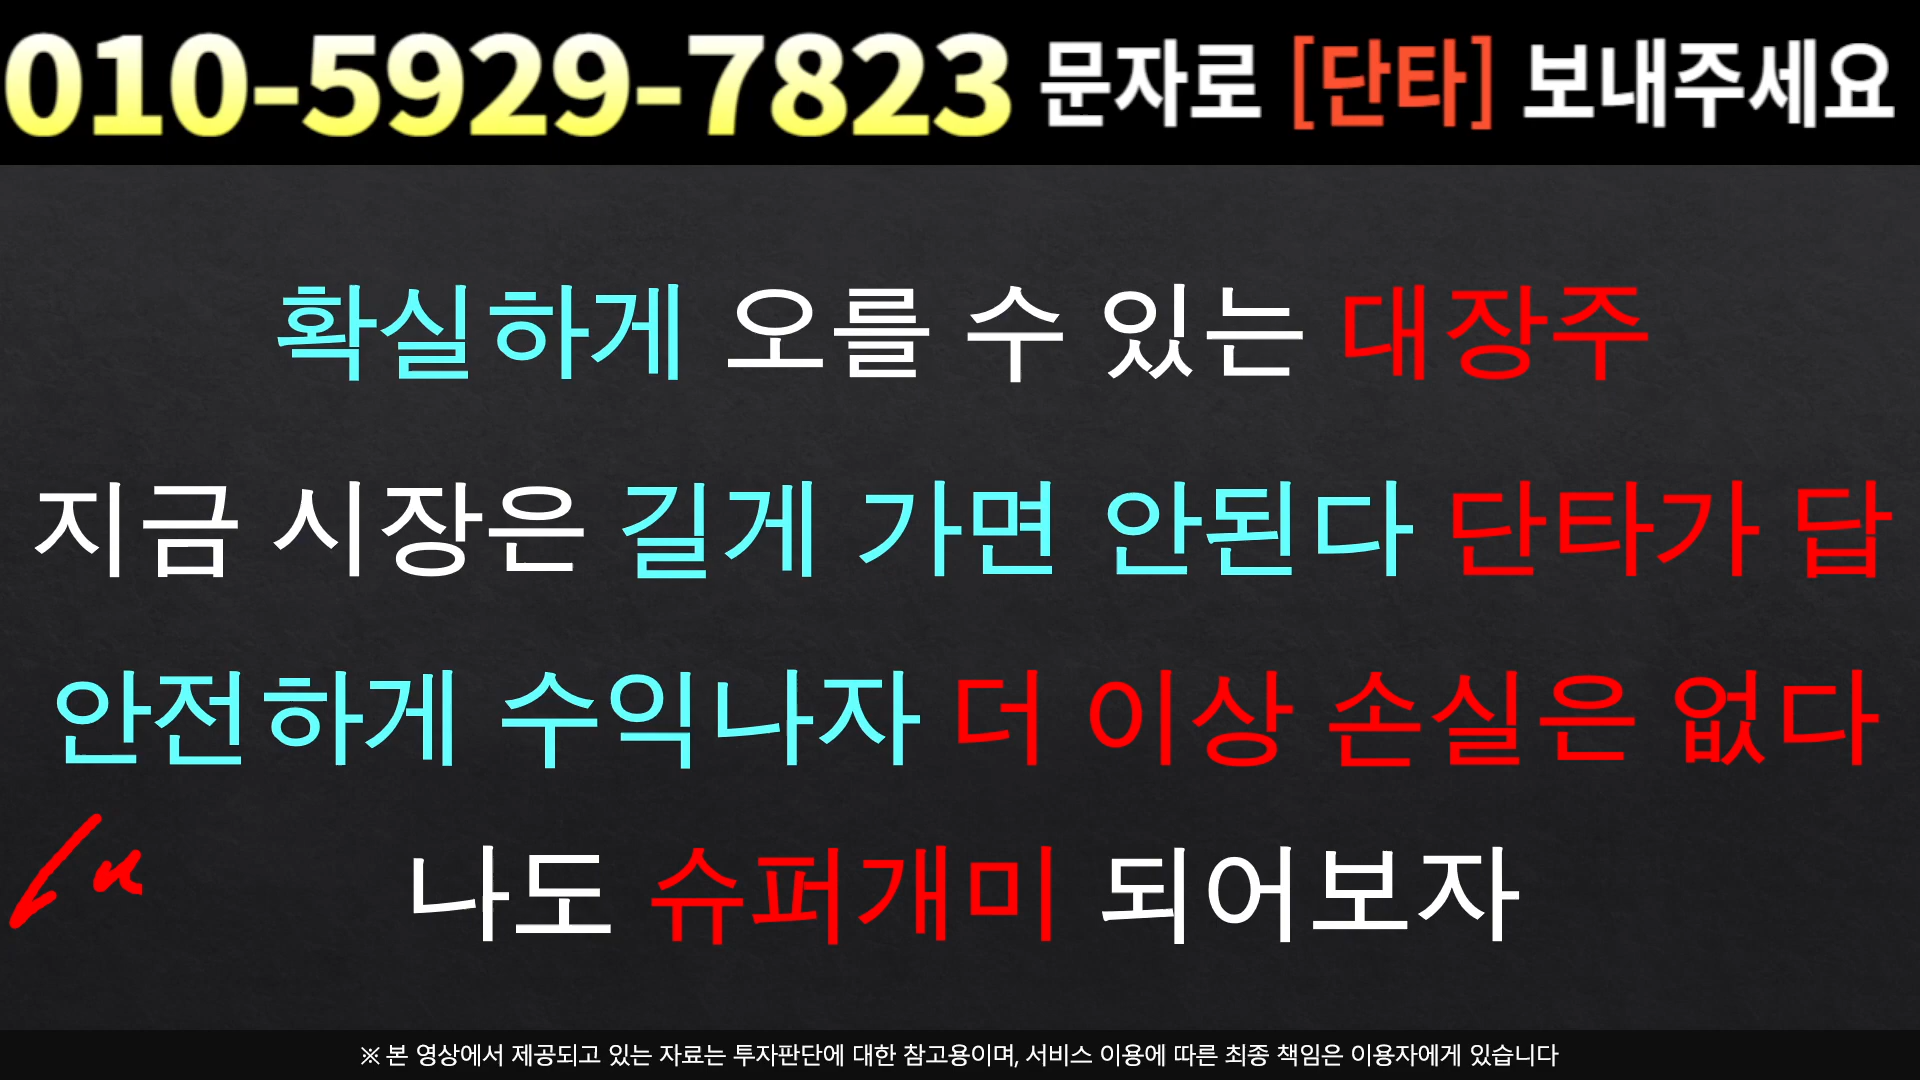 010-5929-7823 문자로 [단타] 보내주세요
확실하게 오를 수 있는 대장주
지금 시장은 길게 가면 안된다 단타가 답
안전하게 수익나자 더 이상 손실은 없다
나도 슈퍼개미 되어보자
※ 본 영상에서 제공되고 있는 자료는 투자판단에 대한 참고용이며, 서비스 이용에 따른 최종 책임은 이용자에게 있습니다